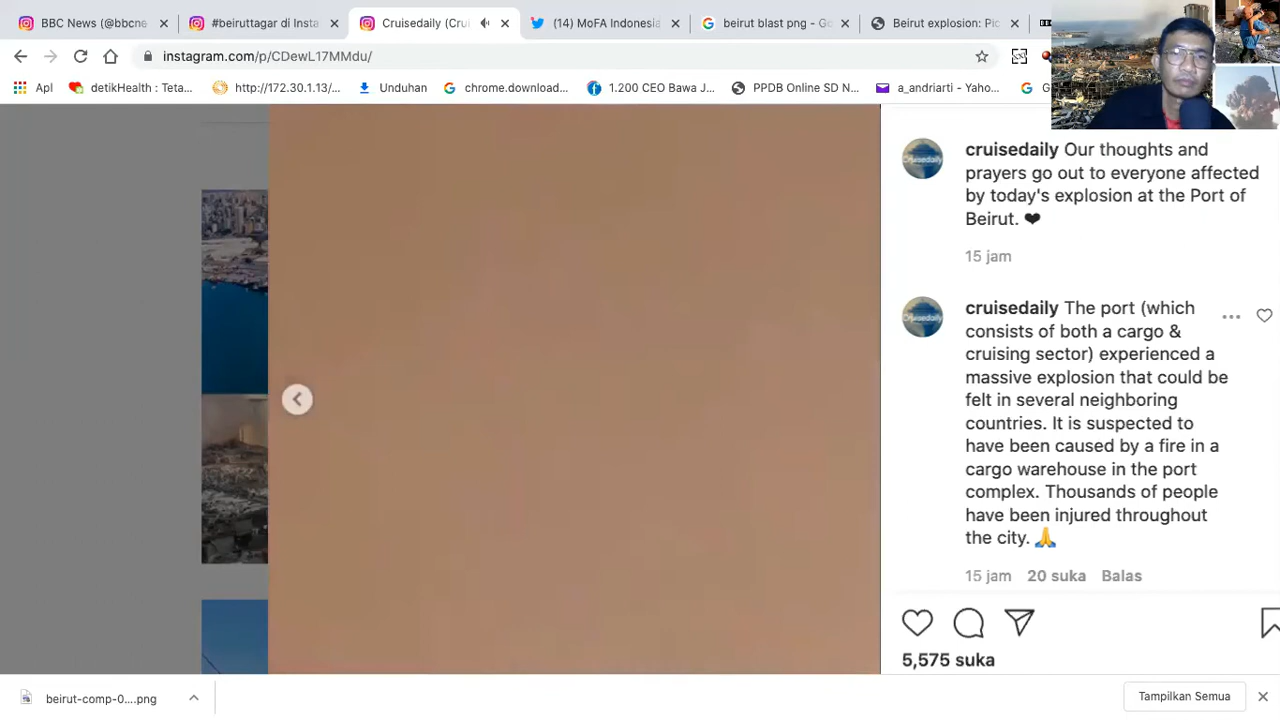 BBC News (@bbcne
#beiruttagar di Insta
Cruisedaily (Cru
(14) MoFA Indonesia
beirut blast png - Go
Beirut explosion: Pic
instagram.com/p/CDewL17MMdu/
Apl
detikHealth : Teta...
http://172.30.1.13/...
Unduhan
chrome.download...
1.200 CEO Bawa J...
PPDB Online SD N...
a_andriarti - Yaho...
G
cruisedaily Our thoughts and
prayers go out to everyone affected
by today's explosion at the Port of
Beirut. ❤
15 jam
cruisedaily The port (which
consists of both a cargo &
cruising sector) experienced a
massive explosion that could be
felt in several neighboring
countries. It is suspected to
have been caused by a fire in a
cargo warehouse in the port
complex. Thousands of people
have been injured throughout
the city. 🙏
15 jam 20 suka Balas
5,575 suka
beirut-comp-0....png
Tampilkan Semua